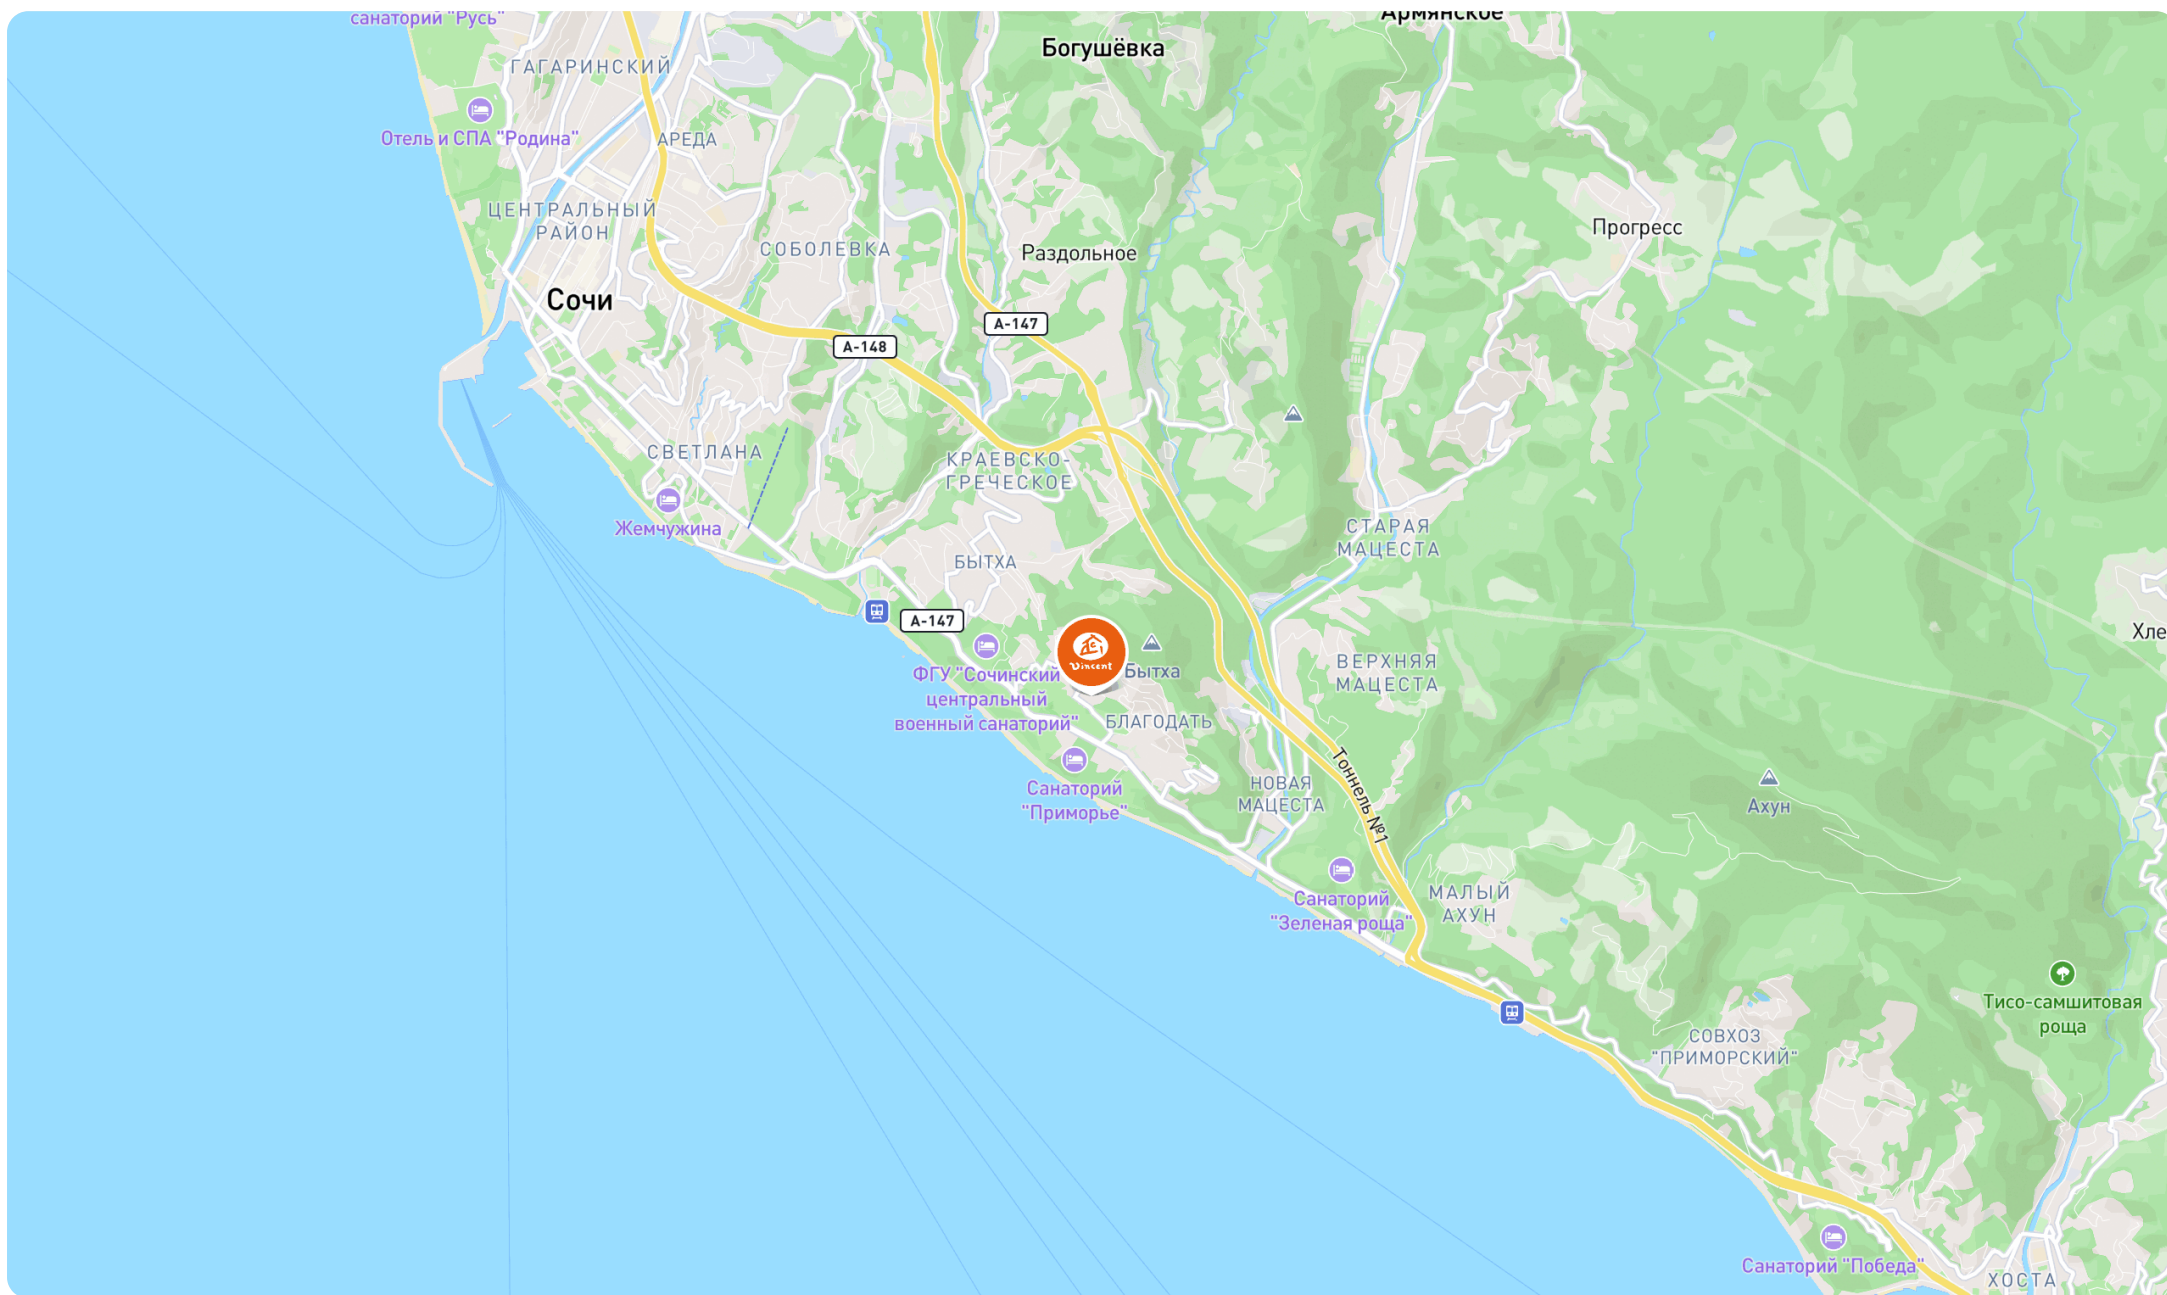 санаторий "Русь"
Армянское
Богушёвка
ГАГАРИНСКИЙ
Отель и СПА "Родина"
АРЕДА
ЦЕНТРАЛЬНЫЙ
РАЙОН
СОБОЛЕВКА
Раздольное
Прогресс
Сочи
А-147
А-148
СВЕТЛАНА
КРАЕВСКО-
ГРЕЧЕСКОЕ
Жемчужина
СТАРАЯ
МАЦЕСТА
БЫТХА
А-147
Хле
Vincent
ФГУ "Сочинский
центральный
военный санаторий"
Бытха
ВЕРХНЯЯ
МАЦЕСТА
БЛАГОДАТЬ
Санаторий
"Приморье"
НОВАЯ
МАЦЕСТА
Тоннель №1
Ахун
Санаторий
"Зеленая роща"
МАЛЫЙ
АХУН
Тисо-самшитовая
роща
СОВХОЗ
"ПРИМОРСКИЙ"
Санаторий "Победа"
ХОСТА